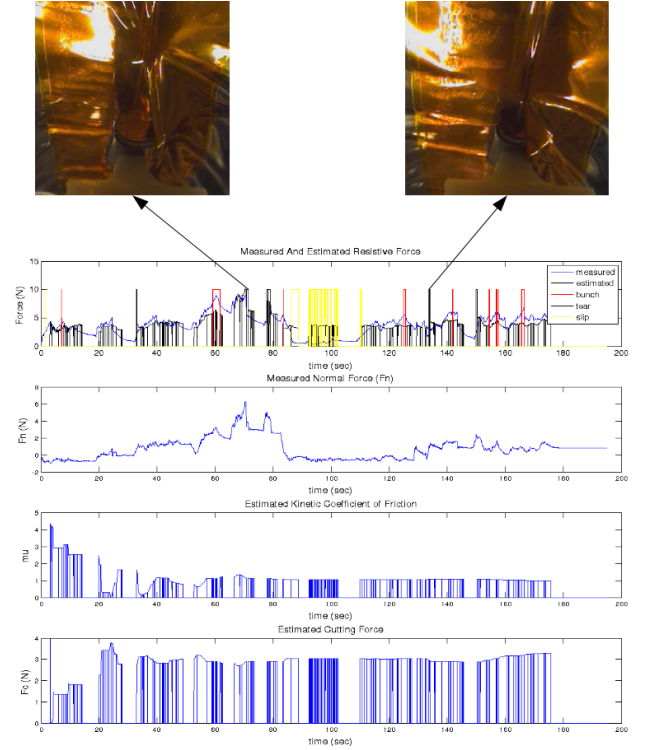 Measured And Estimated Resistive Force
15
10
5
0
Force (N)
measured
estimated
bunch
tear
slip
0 20 40 60 80 100 120 140 160 180 200
time (sec)
Measured Normal Force (Fn)
8
6
4
2
0
-2
Fn (N)
0 20 40 60 80 100 120 140 160 180 200
time (sec)
Estimated Kinetic Coefficient of Friction
5
4
3
2
1
0
mu
0 20 40 60 80 100 120 140 160 180 200
time (sec)
Estimated Cutting Force
4
3
2
1
0
Fc (N)
0 20 40 60 80 100 120 140 160 180 200
time (sec)